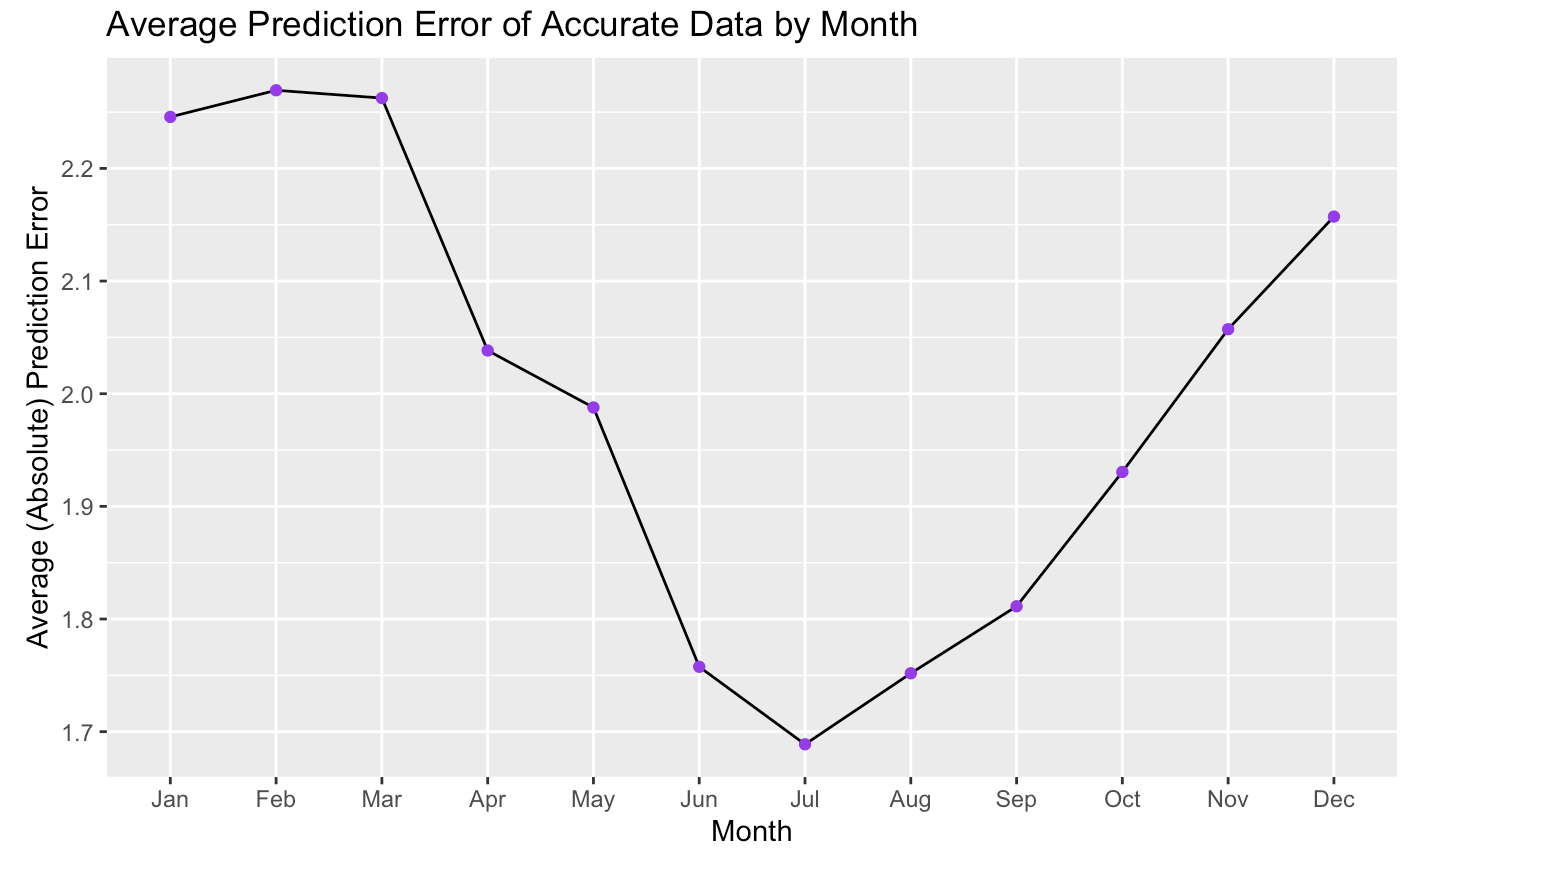 Average Prediction Error of Accurate Data by Month
Average (Absolute) Prediction Error
2.2
2.1
2.0
1.9
1.8
1.7
Jan Feb Mar Apr May Jun Jul Aug Sep Oct Nov Dec
Month